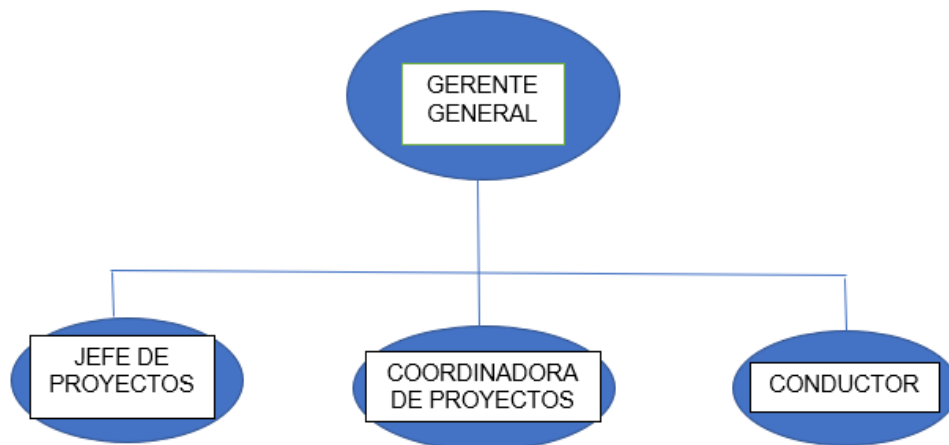 GERENTE
GENERAL
JEFE DE
PROYECTOS
COORDINADORA
DE PROYECTOS
CONDUCTOR